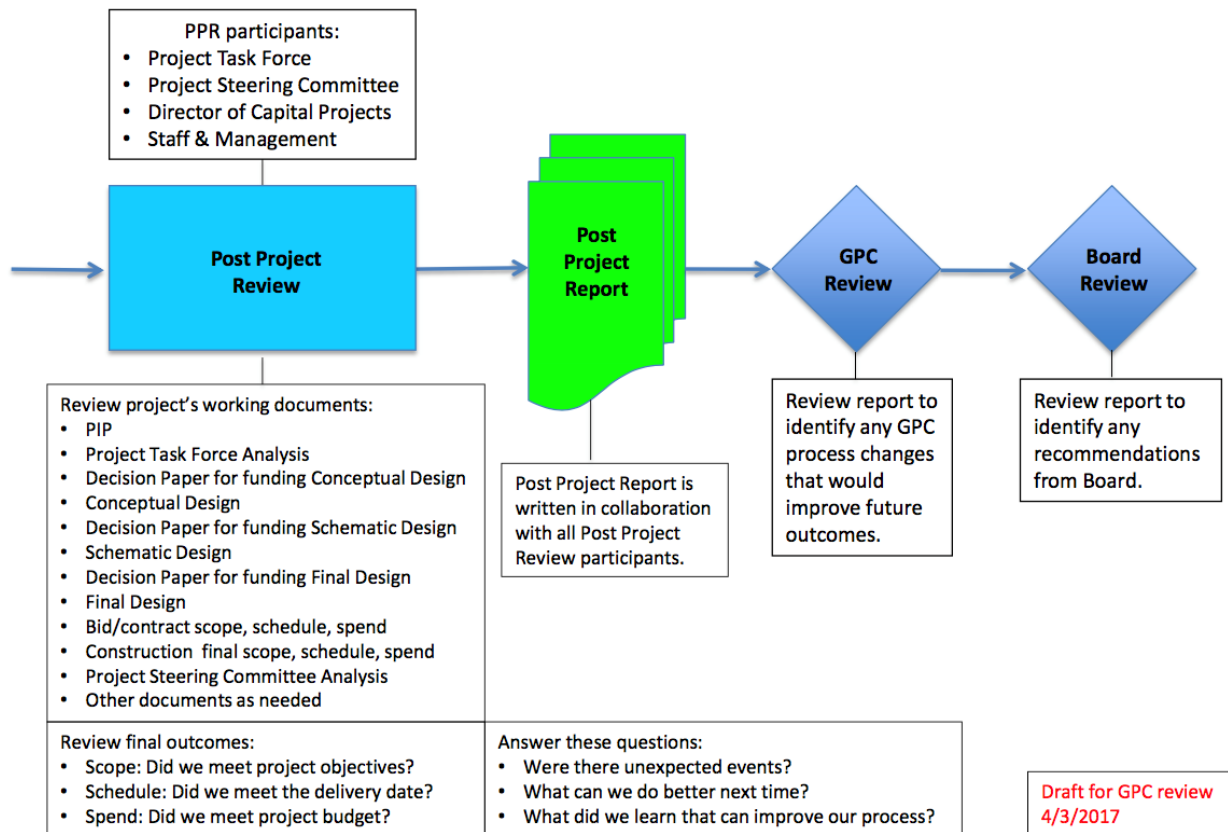 PPR participants:
• Project Task Force
• Project Steering Committee
• Director of Capital Projects
• Staff & Management
Post Project
Review
Post
Project
Report
GPC
Review
Board
Review
Review project's working documents:
• PIP
• Project Task Force Analysis
• Decision Paper for funding Conceptual Design
• Conceptual Design
• Decision Paper for funding Schematic Design
• Schematic Design
• Decision Paper for funding Final Design
• Final Design
• Bid/contract scope, schedule, spend
• Construction final scope, schedule, spend
• Project Steering Committee Analysis
• Other documents as needed
Post Project Report is
written in collaboration
with all Post Project
Review participants.
Review report to
identify any GPC
process changes
that would
improve future
outcomes.
Review report to
identify any
recommendations
from Board.
Review final outcomes:
• Scope: Did we meet project objectives?
• Schedule: Did we meet the delivery date?
• Spend: Did we meet project budget?
Answer these questions:
• Were there unexpected events?
• What can we do better next time?
• What did we learn that can improve our process?
Draft for GPC review
4/3/2017